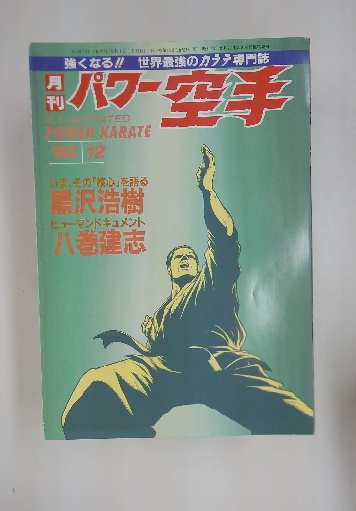 強くなる!! 世界最強のカラテ専門誌
月刊 パワー空手
ILLUSTRATED
POWER KARATE
12
いま、その「核心」を語る
黒沢浩樹
ヒューマンドキュメント
八巻建志